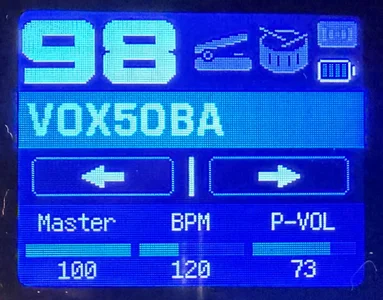 98
VOX50BA
Master BPM P-VOL
100 120 73